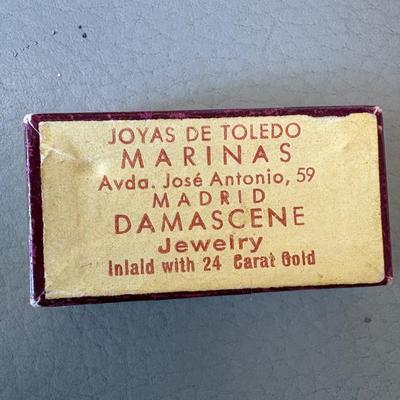 JOYAS DE TOLEDO
MARINAS
Avda. José Antonio, 59
MADRID
DAMASCENE
Jewelry
Inlaid with 24 Carat Gold